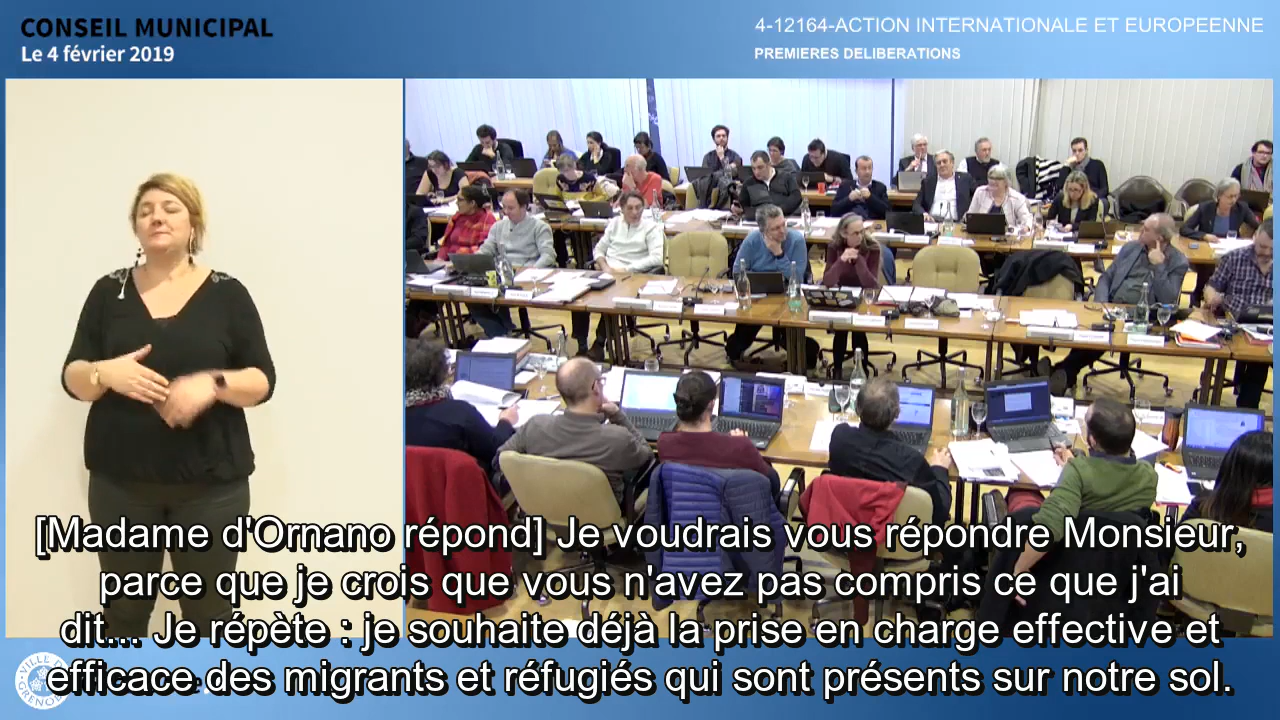 CONSEIL MUNICIPAL
Le 4 février 2019
4-12164-ACTION INTERNATIONALE ET EUROPEENNE
PREMIERES DELIBERATIONS
[Madame d'Ornano répond] Je voudrais vous répondre Monsieur,
parce que je crois que vous n'avez pas compris ce que j'ai
dit... Je répète : je souhaite déjà la prise en charge effective et
efficace des migrants et réfugiés qui sont présents sur notre sol.